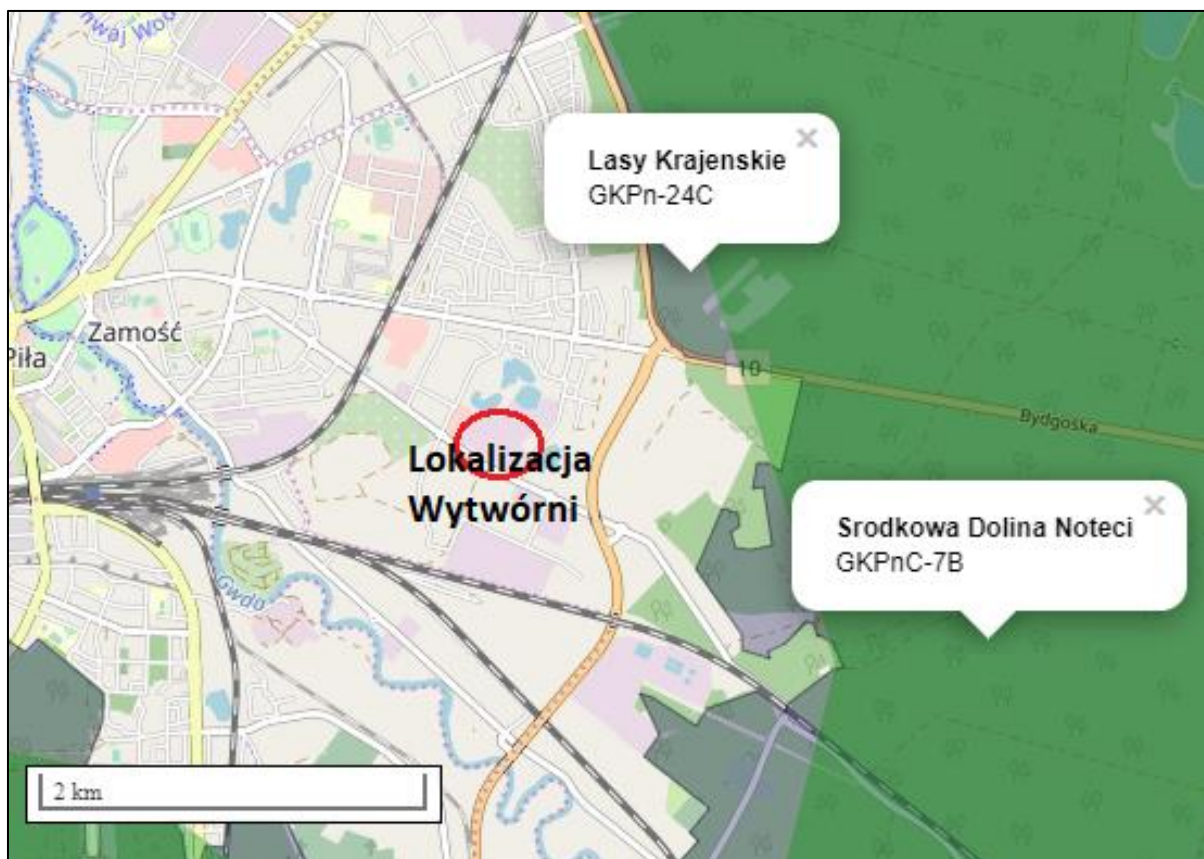 Lasy Krajenskie
GKPn-24C
Zamość
Piła
10
Bydgoska
Lokalizacja
Wytwórni
Srodkowa Dolina Noteci
GKPnC-7B
Gwda
2 km